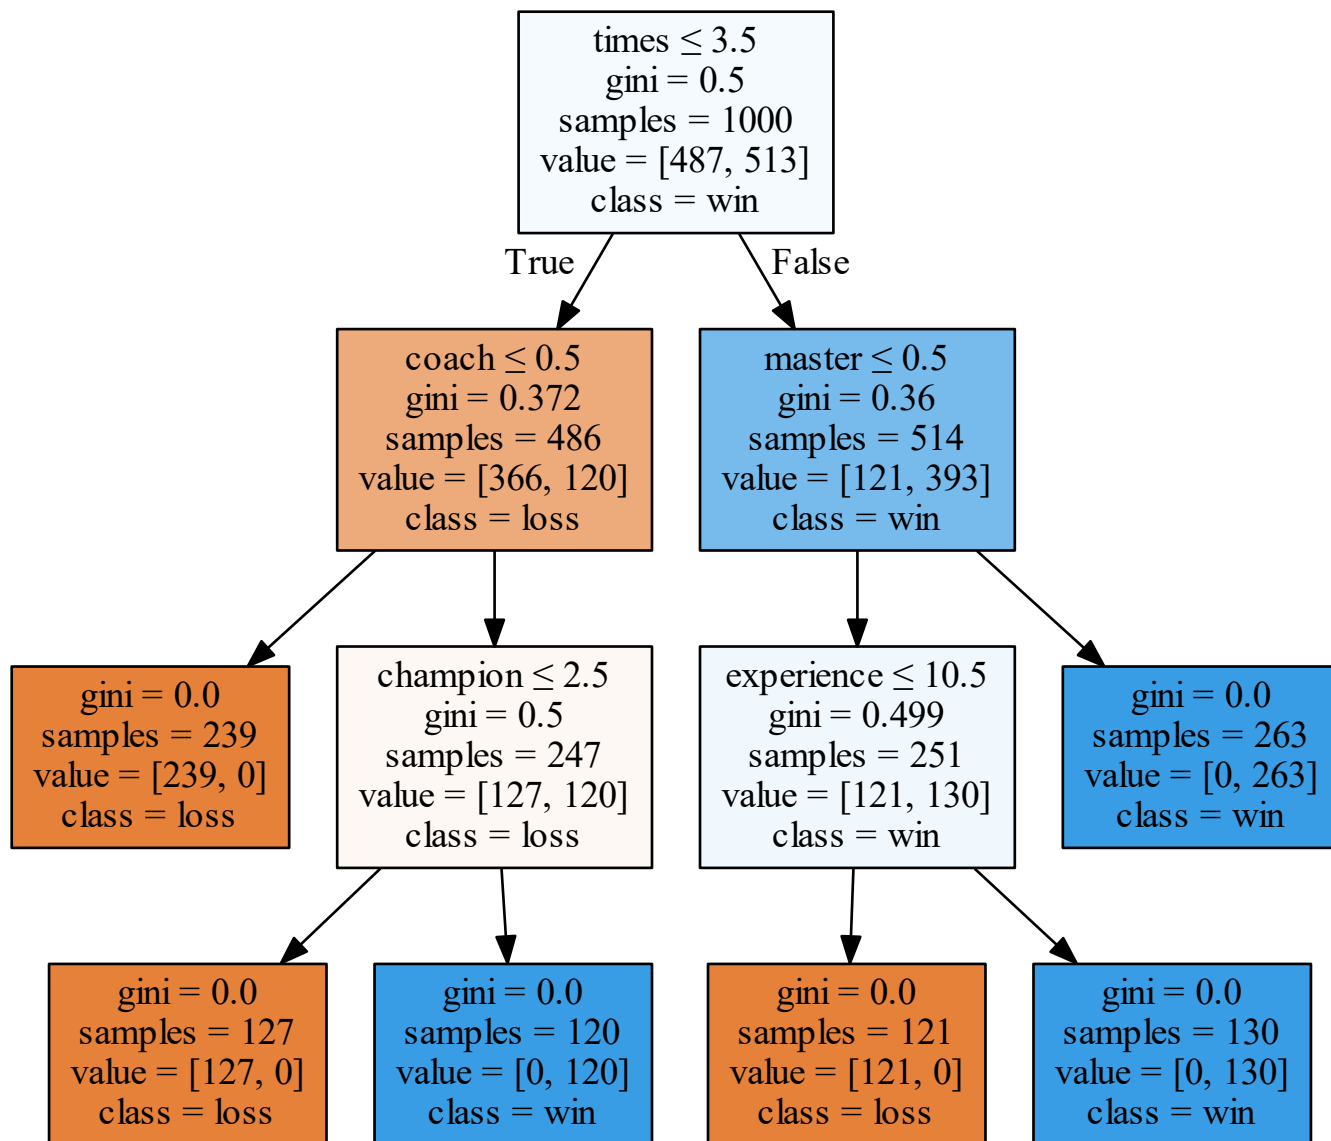 times ≤ 3.5
gini = 0.5
samples = 1000
value = [487, 513]
class = win
True
False
coach ≤ 0.5
gini = 0.372
samples = 486
value = [366, 120]
class = loss
master ≤ 0.5
gini = 0.36
samples = 514
value = [121, 393]
class = win
gini = 0.0
samples = 239
value = [239, 0]
class = loss
champion ≤ 2.5
gini = 0.5
samples = 247
value = [127, 120]
class = loss
experience ≤ 10.5
gini = 0.499
samples = 251
value = [121, 130]
class = win
gini = 0.0
samples = 263
value = [0, 263]
class = win
gini = 0.0
samples = 127
value = [127, 0]
class = loss
gini = 0.0
samples = 120
value = [0, 120]
class = win
gini = 0.0
samples = 121
value = [121, 0]
class = loss
gini = 0.0
samples = 130
value = [0, 130]
class = win